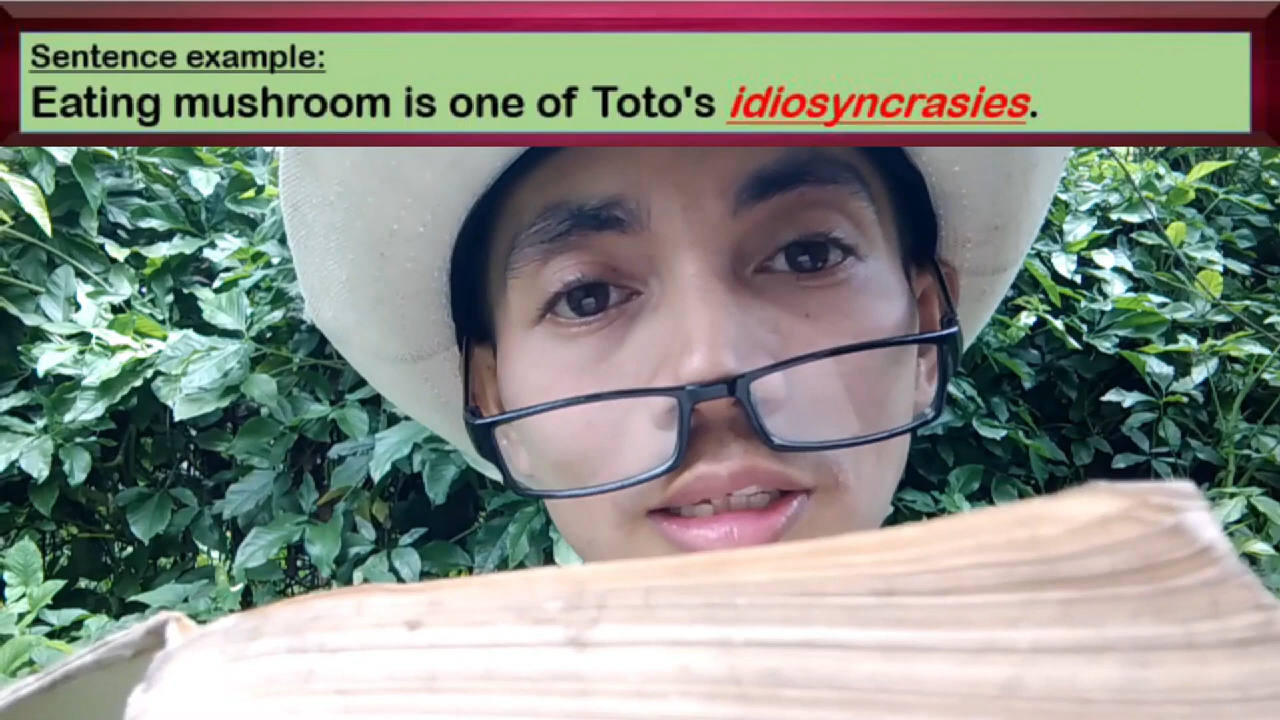 Sentence example:
Eating mushroom is one of Toto's idiosyncrasies.